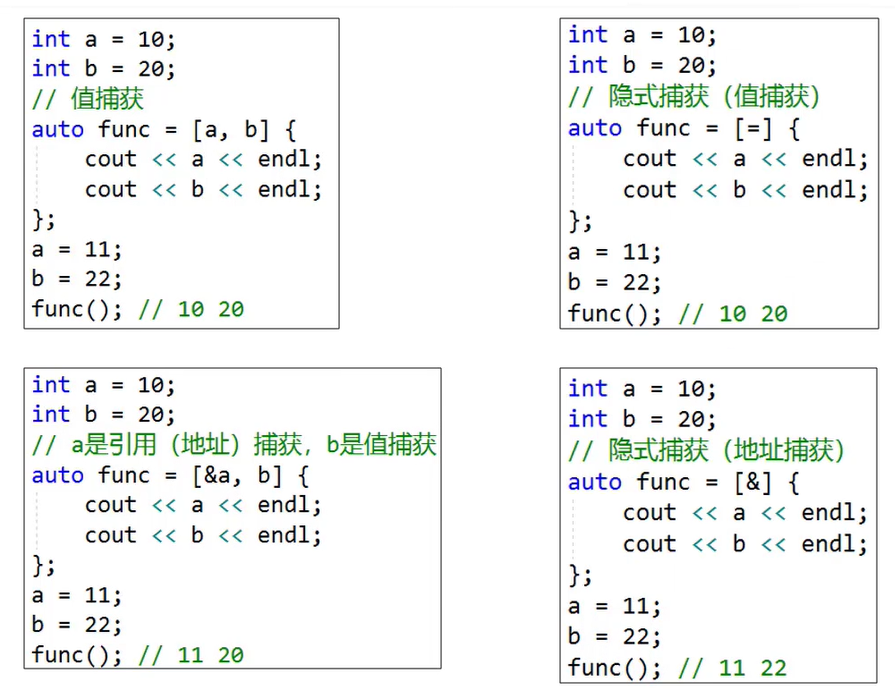 int a = 10;
int b = 20;
// 值捕获
auto func = [a, b] {
    cout << a << endl;
    cout << b << endl;
};
a = 11;
b = 22;
func(); // 10 20
int a = 10;
int b = 20;
// 隐式捕获（值捕获）
auto func = [=] {
    cout << a << endl;
    cout << b << endl;
};
a = 11;
b = 22;
func(); // 10 20
int a = 10;
int b = 20;
// a是引用（地址）捕获，b是值捕获
auto func = [&a, b] {
    cout << a << endl;
    cout << b << endl;
};
a = 11;
b = 22;
func(); // 11 20
int a = 10;
int b = 20;
// 隐式捕获（地址捕获）
auto func = [&] {
    cout << a << endl;
    cout << b << endl;
};
a = 11;
b = 22;
func(); // 11 22